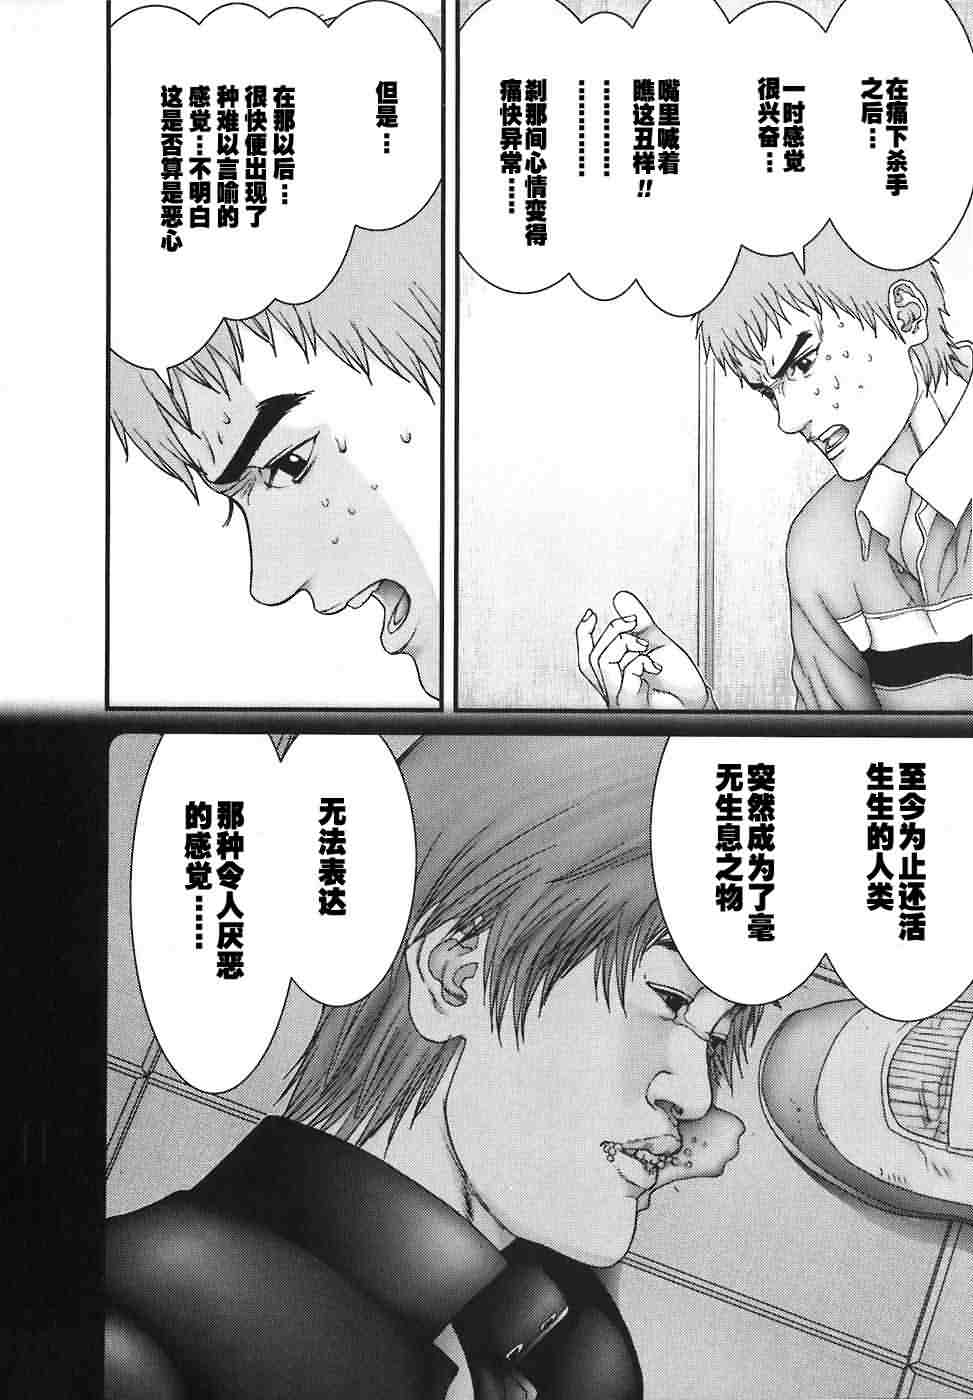 在痛下杀手
之后…
一时感觉
很兴奋…
嘴里喊着
瞧这丑样!!
………
………
刹那间心情变得
痛快异常……
但是…
在那以后…
很快便出现了
种难以言喻的
感觉…不明白
这是否算是恶心
至今为止还活
生生的人类
突然成为了毫
无生息之物
无法表达
那种令人厌恶
的感觉……